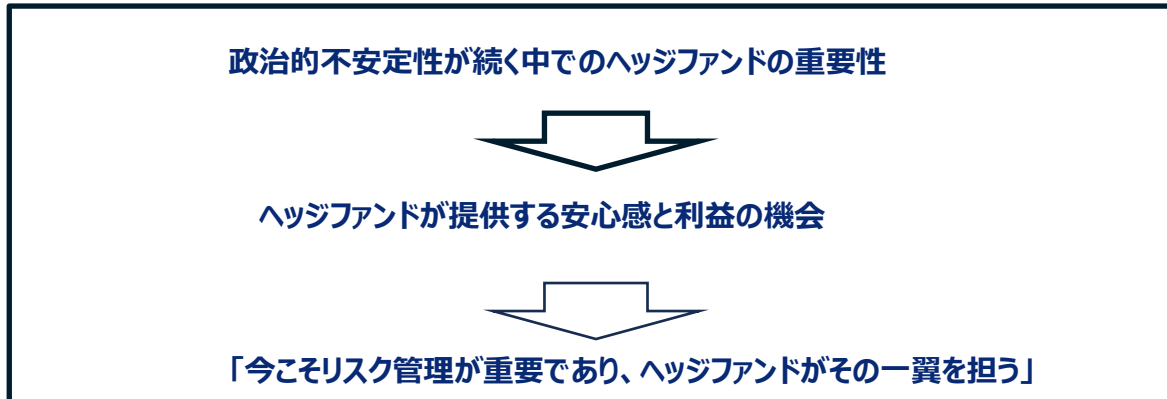 政治的不安定性が続く中でのヘッジファンドの重要性
ヘッジファンドが提供する安心感と利益の機会
「今こそリスク管理が重要であり、ヘッジファンドがその一翼を担う」